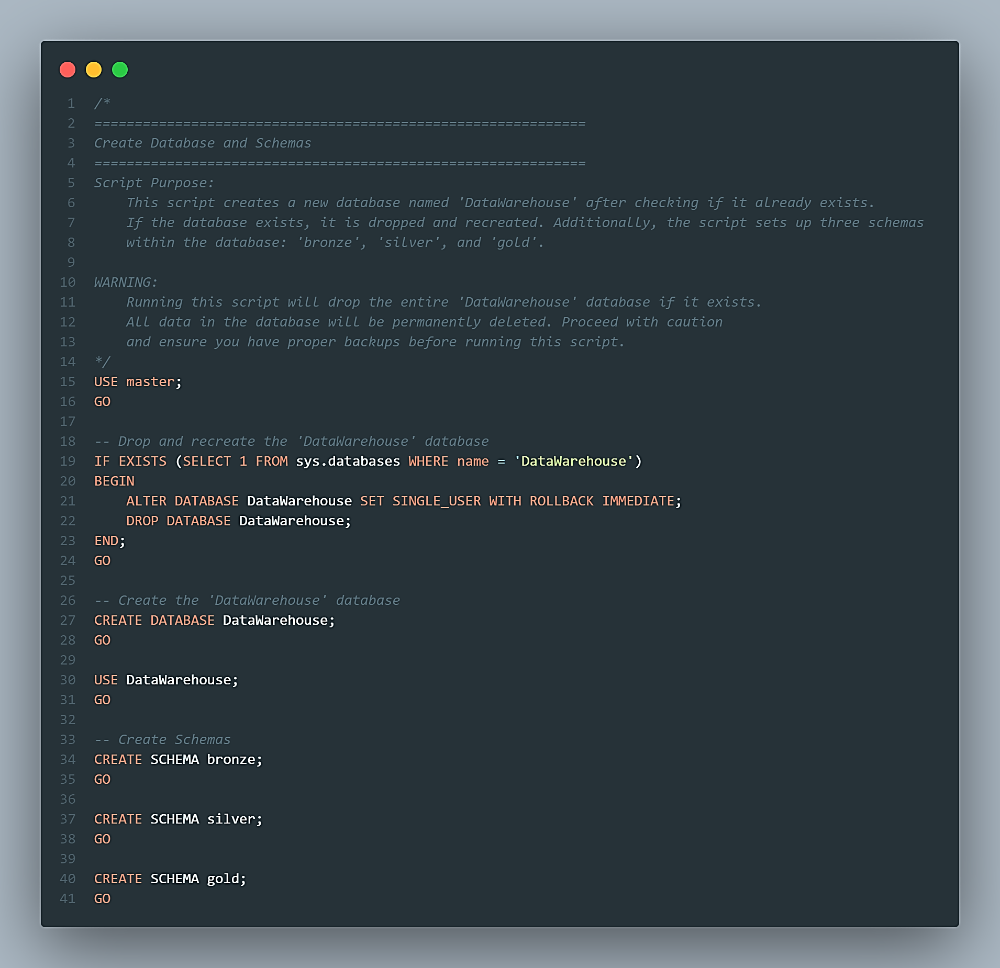 1 /*
2 =============================================================
3 Create Database and Schemas
4 =============================================================
5 Script Purpose:
6     This script creates a new database named 'DataWarehouse' after checking if it already exists.
7     If the database exists, it is dropped and recreated. Additionally, the script sets up three schemas
8     within the database: 'bronze', 'silver', and 'gold'.
9
10 WARNING:
11     Running this script will drop the entire 'DataWarehouse' database if it exists.
12     All data in the database will be permanently deleted. Proceed with caution
13     and ensure you have proper backups before running this script.
14 */
15 USE master;
16 GO
17
18 -- Drop and recreate the 'DataWarehouse' database
19 IF EXISTS (SELECT 1 FROM sys.databases WHERE name = 'DataWarehouse')
20 BEGIN
21     ALTER DATABASE DataWarehouse SET SINGLE_USER WITH ROLLBACK IMMEDIATE;
22     DROP DATABASE DataWarehouse;
23 END;
24 GO
25
26 -- Create the 'DataWarehouse' database
27 CREATE DATABASE DataWarehouse;
28 GO
29
30 USE DataWarehouse;
31 GO
32
33 -- Create Schemas
34 CREATE SCHEMA bronze;
35 GO
36
37 CREATE SCHEMA silver;
38 GO
39
40 CREATE SCHEMA gold;
41 GO